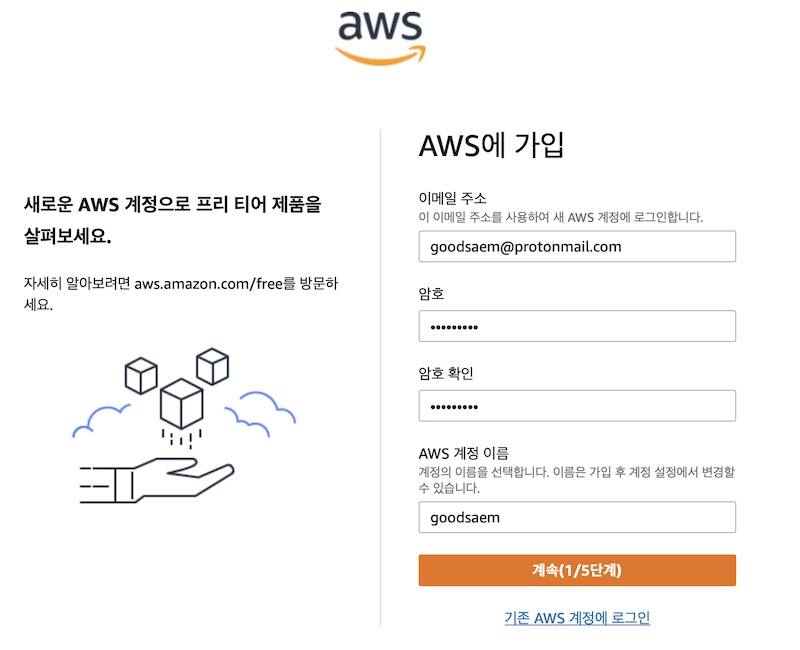 aws
새로운 AWS 계정으로 프리 티어 제품을
살펴보세요.
자세히 알아보려면 aws.amazon.com/free를 방문하
세요.
AWS에 가입
이메일 주소
이 이메일 주소를 사용하여 새 AWS 계정에 로그인합니다.
goodsaem@protonmail.com
암호
•••••••••
암호 확인
•••••••••
AWS 계정 이름
계정의 이름을 선택합니다. 이름은 가입 후 계정 설정에서 변경할
수 있습니다.
goodsaem
계속(1/5단계)
기존 AWS 계정에 로그인